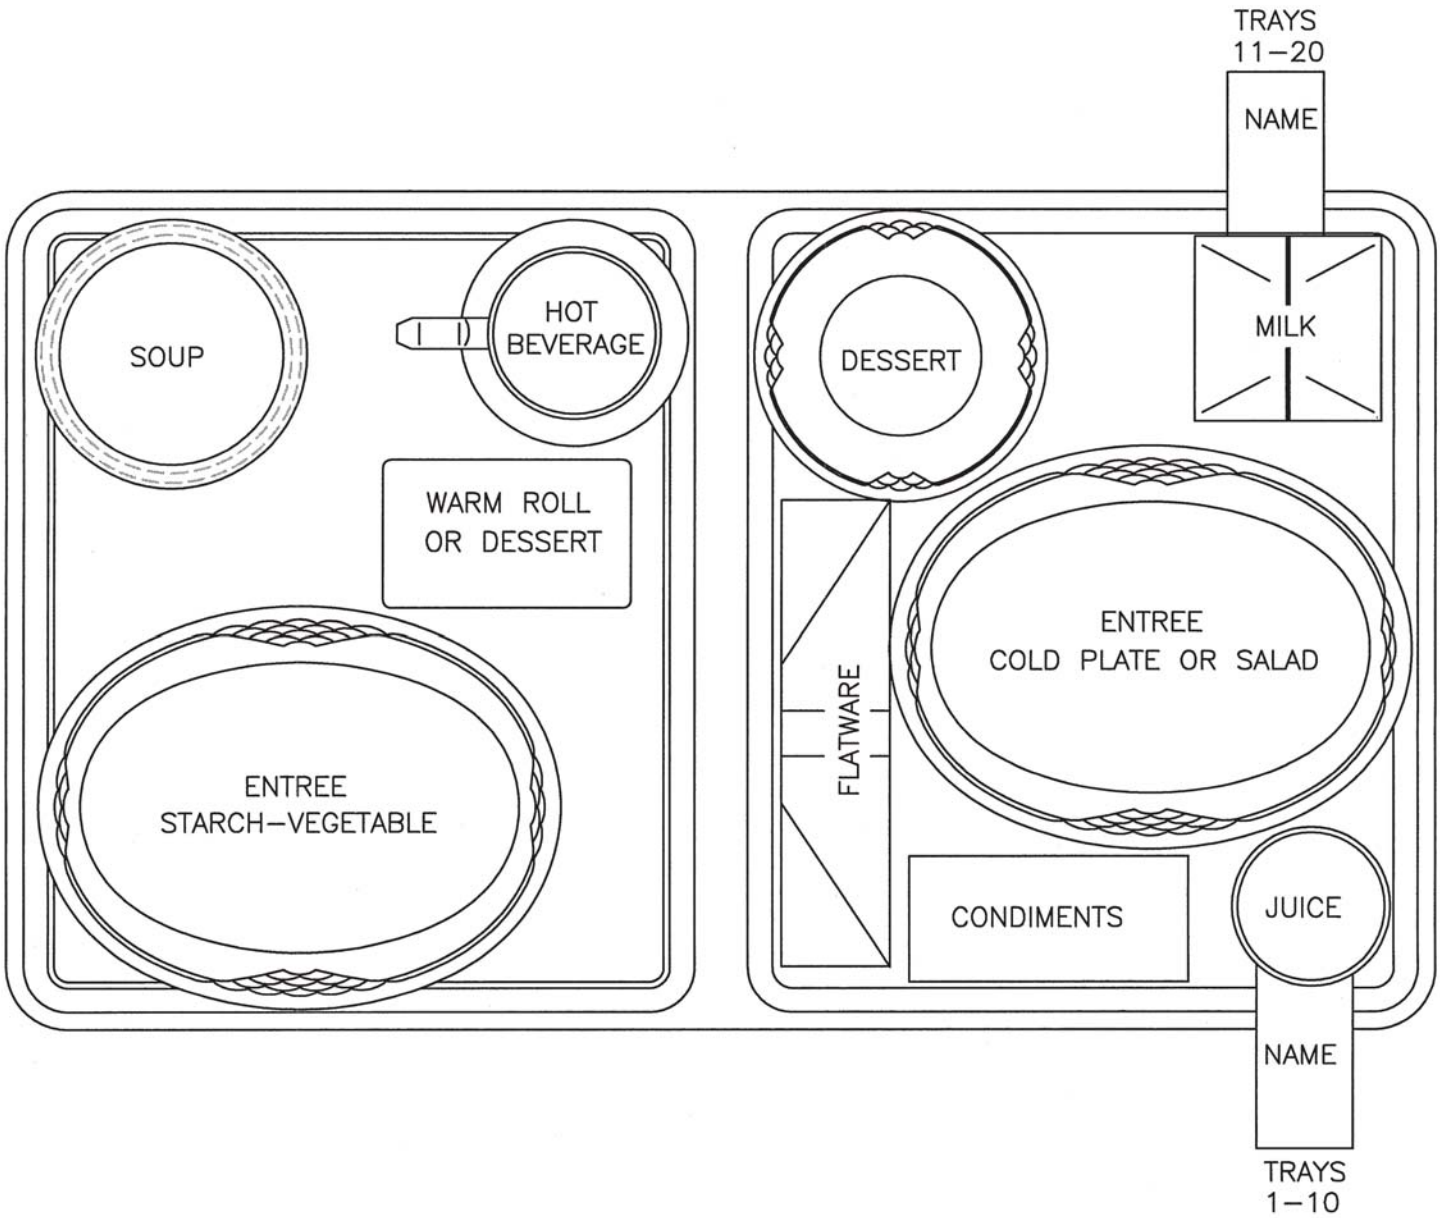 TRAYS
11-20
NAME
SOUP
HOT
BEVERAGE
WARM ROLL
OR DESSERT
ENTREE
STARCH-VEGETABLE
DESSERT
MILK
FLATWARE
ENTREE
COLD PLATE OR SALAD
CONDIMENTS
JUICE
NAME
TRAYS
1-10